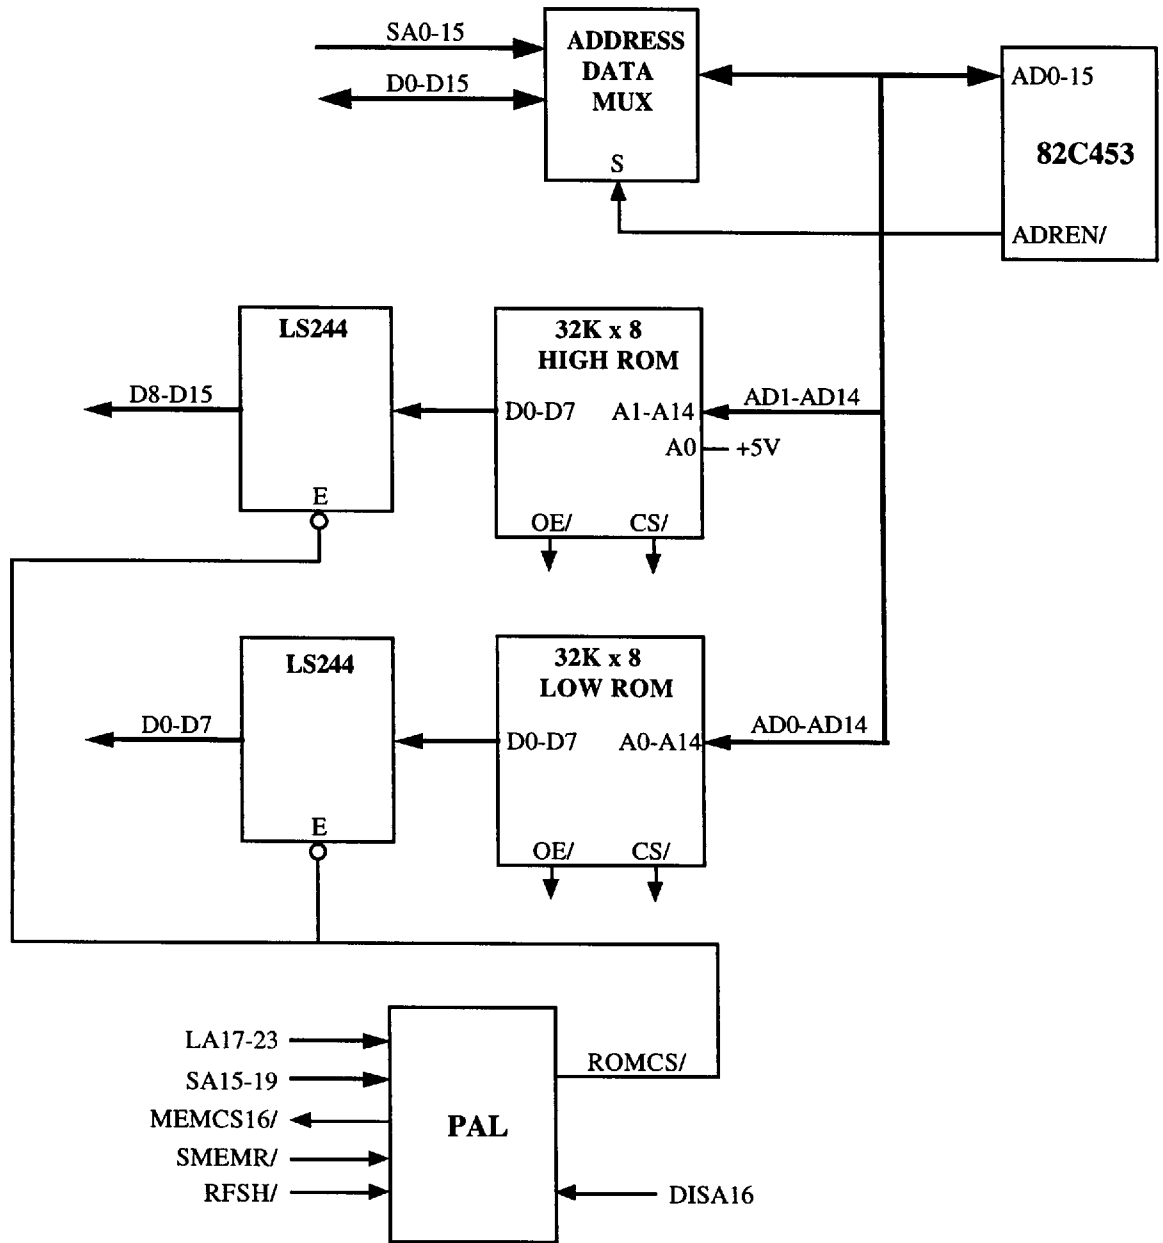 SA0-15
D0-D15
ADDRESS
DATA
MUX
S
AD0-15
82C453
ADREN/
LS244
D8-D15
E
32K x 8
HIGH ROM
D0-D7
A1-A14
A0
+5V
AD1-AD14
OE/
CS/
LS244
D0-D7
E
32K x 8
LOW ROM
D0-D7
A0-A14
AD0-AD14
OE/
CS/
LA17-23
SA15-19
MEMCS16/
SMEMR/
RFSH/
PAL
ROMCS/
DISA16